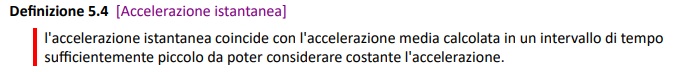 Definizione 5.4 [Accelerazione istantanea]
l'accelerazione istantanea coincide con l'accelerazione media calcolata in un intervallo di tempo
sufficientemente piccolo da poter considerare costante l'accelerazione.